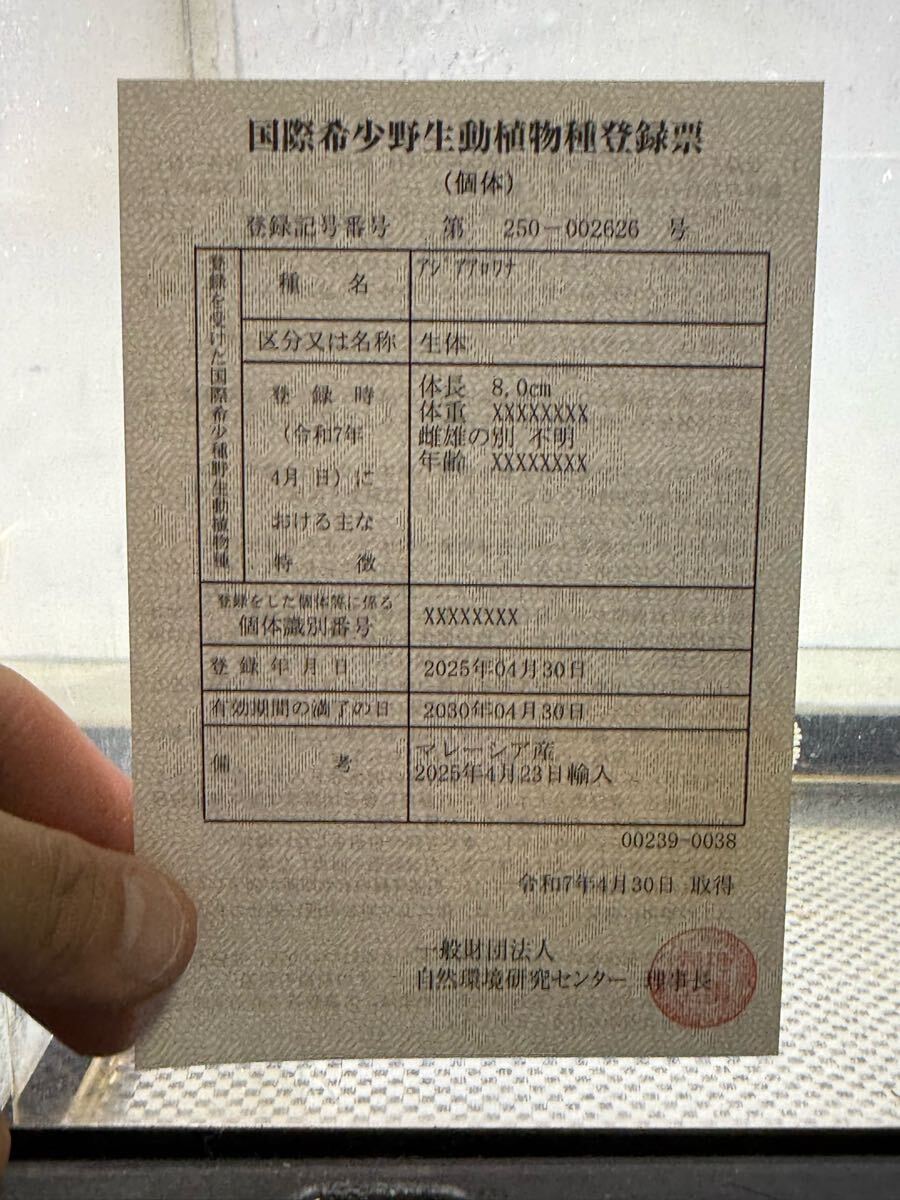 国際希少野生動植物種登録票
(個体)
登録記号番号 第 250-002626 号
登録を受けた国際希少種野生動植物種
種名 アジアアロワナ
区分又は名称 生体
登録時
(令和7年
4月 日)に
おける主な
特徴
体長 8.0cm
体重 XXXXXXXX
雌雄の別 不明
年齢 XXXXXXXX
登録をした個体等に係る
個体識別番号 XXXXXXXX
登録年月日 2025年04月30日
有効期間の満了の日 2030年04月30日
備考 マレーシア産
2025年4月23日輸入
00239-0038
令和7年4月30日 取得
一般財団法人
自然環境研究センター 理事長